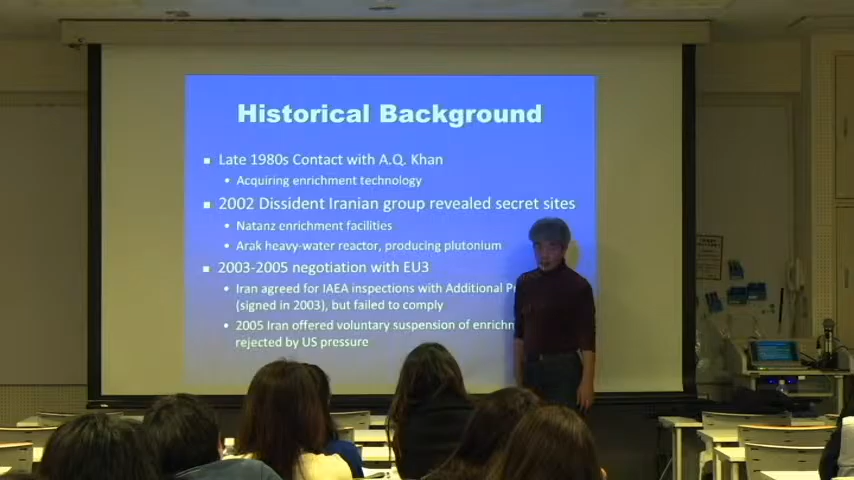 Historical Background
▪ Late 1980s Contact with A.Q. Khan
• Acquiring enrichment technology
▪ 2002 Dissident Iranian group revealed secret sites
• Natanz enrichment facilities
• Arak heavy-water reactor, producing plutonium
▪ 2003-2005 negotiation with EU3
• Iran agreed for IAEA inspections with Additional
(signed in 2003), but failed to comply
• 2005 Iran offered voluntary suspension of
rejected by US pressure